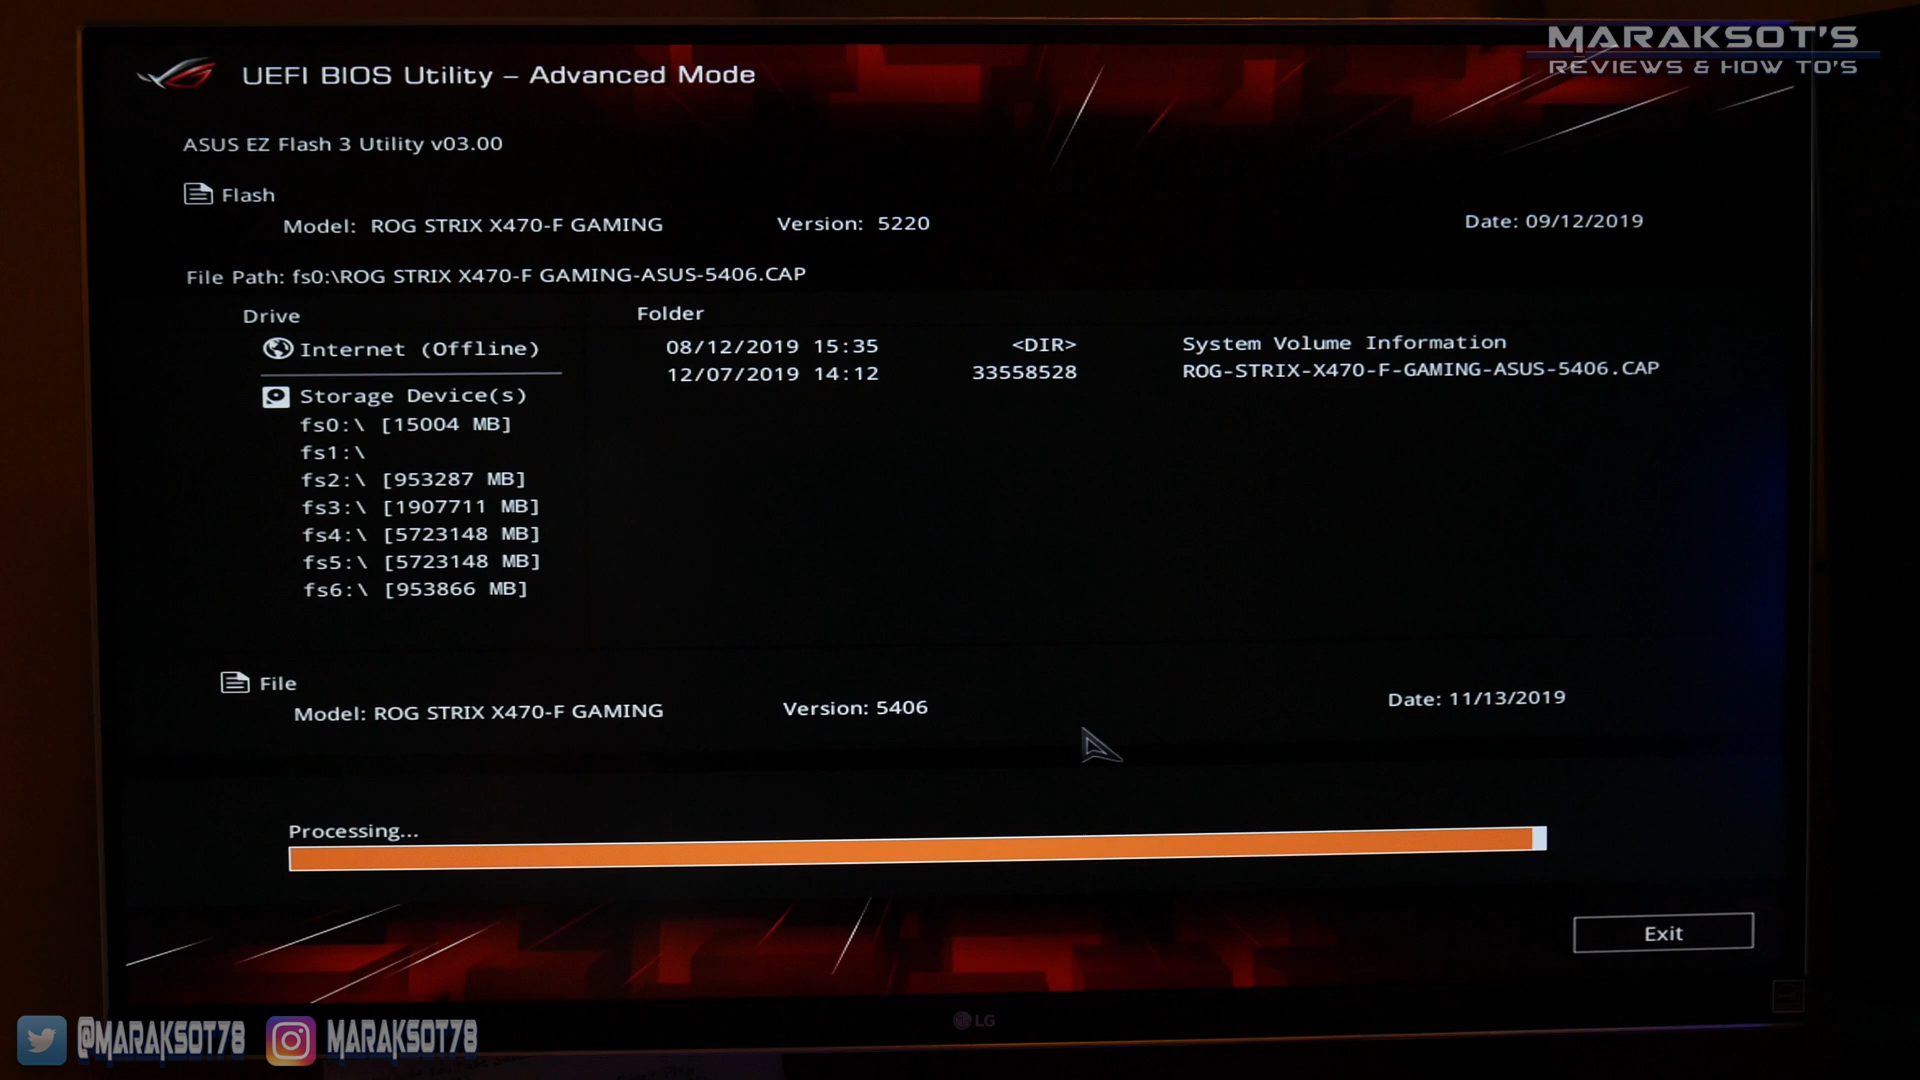 MARAKSOT'S
REVIEWS & HOW TO'S
UEFI BIOS Utility – Advanced Mode
ASUS EZ Flash 3 Utility v03.00
Flash
Model: ROG STRIX X470-F GAMING Version: 5220 Date: 09/12/2019
File Path: fs0:\ROG STRIX X470-F GAMING-ASUS-5406.CAP
Drive Folder
Internet (Offline) 08/12/2019 15:35 <DIR> System Volume Information
12/07/2019 14:12 33558528 ROG-STRIX-X470-F-GAMING-ASUS-5406.CAP
Storage Device(s)
fs0:\ [15004 MB]
fs1:\
fs2:\ [953287 MB]
fs3:\ [1907711 MB]
fs4:\ [5723148 MB]
fs5:\ [5723148 MB]
fs6:\ [953866 MB]
File
Model: ROG STRIX X470-F GAMING Version: 5406 Date: 11/13/2019
Processing...
Exit
LG
@MARAKSOT78 MARAKSOT78